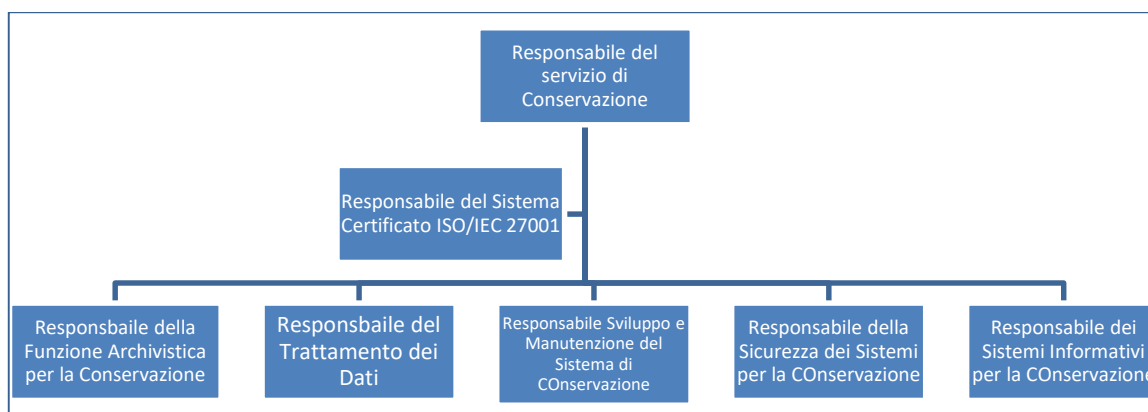 Responsabile del
servizio di
Conservazione
Responsabile del Sistema
Certificato ISO/IEC 27001
Responsbaile della
Funzione Archivistica
per la Conservazione
Responsbaile del
Trattamento dei
Dati
Responsabile Sviluppo e
Manutenzione del
Sistema di
COnservazione
Responsabile della
Sicurezza dei Sistemi
per la COnservazione
Responsabile dei
Sistemi Informativi
per la COnservazione